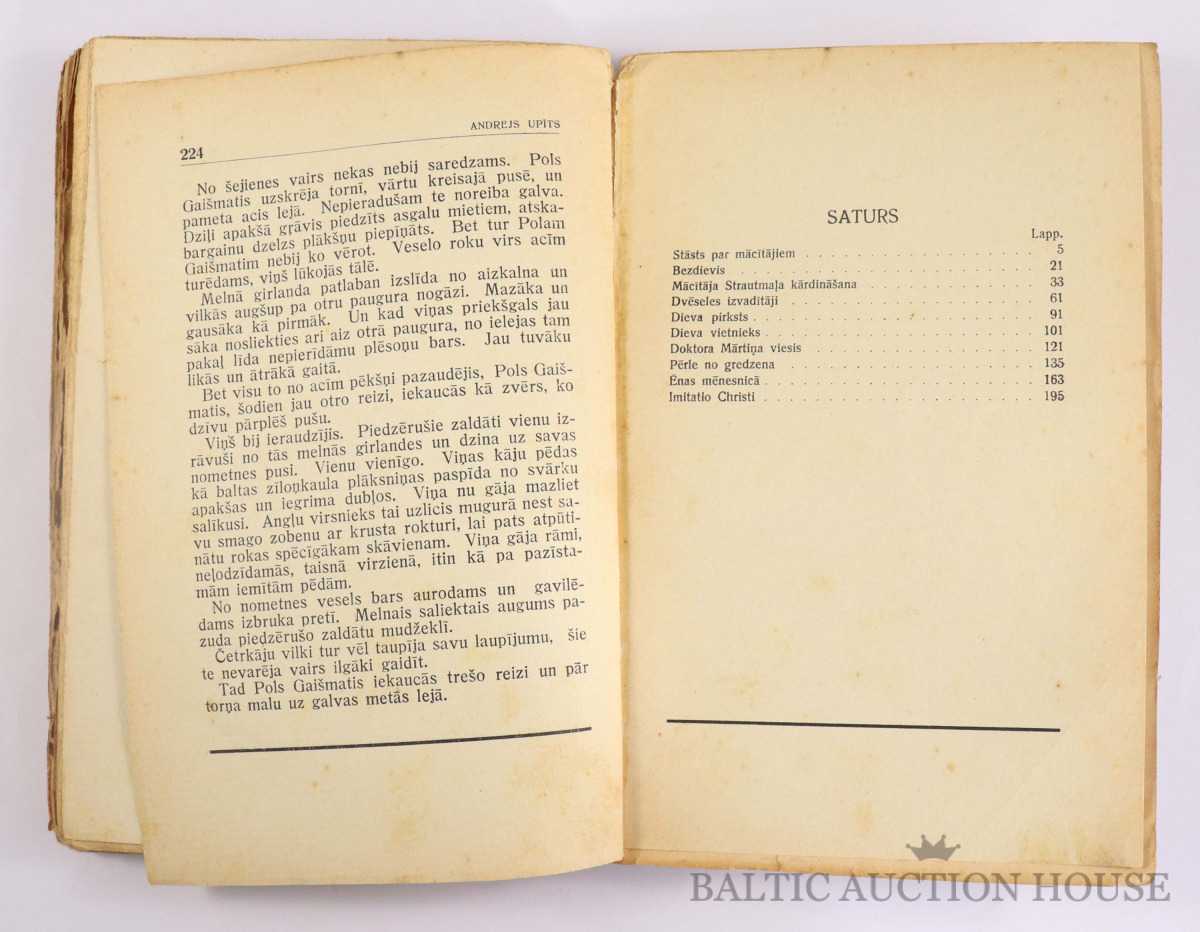 224
ANDREJS UPĪTS
No šejienes vairs nekas nebij saredzams. Pols
Gaišmatis uzskrēja tornī, vārtu kreisajā pusē, un
pameta acis lejā. Nepieradušam te noreiba galva.
Dziļi apakšā grāvis piedzīts asgalu mietiem, atska-
bargainu dzelzs plākšņu piepīņāts. Bet tur Polam
Gaišmatim nebij ko vērot. Veselo roku virs acīm
turēdams, viņš lūkojās tālē.
Melnā girlanda patlaban izslīda no aizkalna un
vilkās augšup pa otru paugura nogāzi. Mazāka un
gausāka kā pirmāk. Un kad viņas priekšgals jau
sāka nosliekties ari aiz otrā paugura, no ielejas tam
pakaļ līda nepierīdāmu plēsoņu bars. Jau tuvāku
likās un ātrākā gaitā.
Bet visu to no acīm pēkšņi pazaudējis, Pols Gaiš-
matis, šodien jau otro reizi, iekaucās kā zvērs, ko
dzīvu pārplēš pušu.
Viņš bij ieraudzījis. Piedzērušie zaldāti vienu iz-
rāvuši no tās melnās girlandes un dzina uz savas
nometnes pusi. Vienu vienīgo. Viņas kāju pēdas
kā baltas ziloņkaula plāksniņas paspīda no svārku
apakšas un iegrima dubļos. Viņa nu gāja mazliet
salīkusi. Angļu virsnieks tai uzlicis mugurā nest sa-
vu smago zobenu ar krusta rokturi, lai pats atpūti-
nātu rokas spēcīgākam skāvienam. Viņa gāja rāmi,
neļodzīdamās, taisnā virzienā, itin kā pa pazīsta-
mām iemītām pēdām.
No nometnes vesels bars aurodams un gavilē-
dams izbruka pretī. Melnais saliektais augums pa-
zuda piedzērušo zaldātu mudžeklī.
Četrkāju vilki tur vēl taupīja savu laupījumu, šie
te nevarēja vairs ilgāki gaidīt.
Tad Pols Gaišmatis iekaucās trešo reizi un pār
torņa malu uz galvas metās lejā.
SATURS
Lapp.
Stāsts par mācītājiem . . . . . . . . . . . . . . . . . 5
Bezdievis . . . . . . . . . . . . . . . . . . . . . 21
Mācītāja Strautmaļa kārdināšana . . . . . . . . . . . . 33
Dvēseles izvadītāji . . . . . . . . . . . . . . . . . . 61
Dieva pirksts . . . . . . . . . . . . . . . . . . . . 91
Dieva vietnieks . . . . . . . . . . . . . . . . . . . 101
Doktora Mārtiņa viesis . . . . . . . . . . . . . . . . 121
Pērle no gredzena . . . . . . . . . . . . . . . . . . 135
Ēnas mēnesnicā . . . . . . . . . . . . . . . . . . . 163
Imitatio Christi . . . . . . . . . . . . . . . . . . . 195
BALTIC AUCTION HOUSE